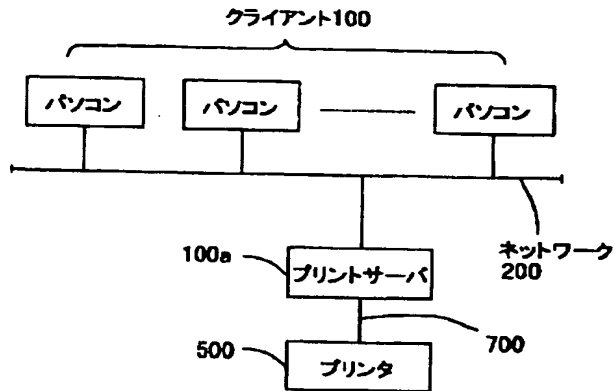 クライアント100
パソコン
パソコン
パソコン
ネットワーク
200
100a
プリントサーバ
700
500
プリンタ